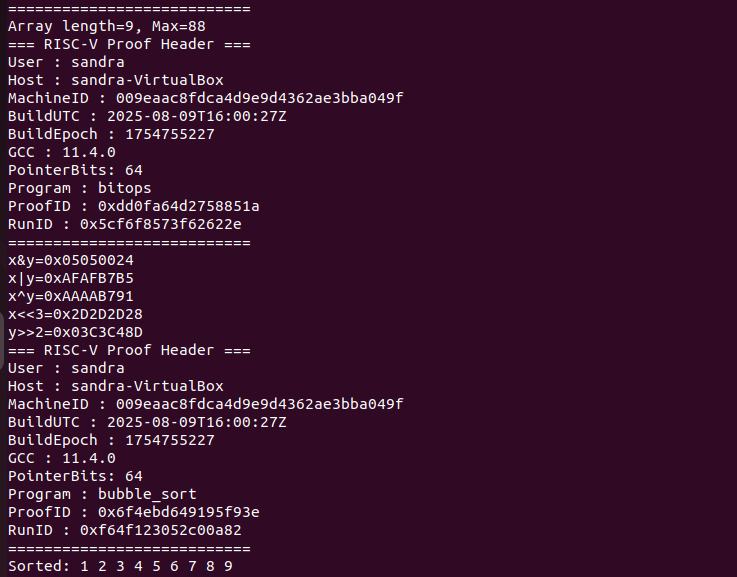 ===========================
Array length=9, Max=88
=== RISC-V Proof Header ===
User : sandra
Host : sandra-VirtualBox
MachineID : 009eaac8fdca4d9e9d4362ae3bba049f
BuildUTC : 2025-08-09T16:00:27Z
BuildEpoch : 1754755227
GCC : 11.4.0
PointerBits: 64
Program : bitops
ProofID : 0xdd0fa64d2758851a
RunID : 0x5cf6f8573f62622e
===========================
x&y=0x05050024
x|y=0xAFAFB7B5
x^y=0xAAAAB791
x<<3=0x2D2D2D28
y>>2=0x03C3C48D
=== RISC-V Proof Header ===
User : sandra
Host : sandra-VirtualBox
MachineID : 009eaac8fdca4d9e9d4362ae3bba049f
BuildUTC : 2025-08-09T16:00:27Z
BuildEpoch : 1754755227
GCC : 11.4.0
PointerBits: 64
Program : bubble_sort
ProofID : 0x6f4ebd649195f93e
RunID : 0xf64f123052c00a82
===========================
Sorted: 1 2 3 4 5 6 7 8 9